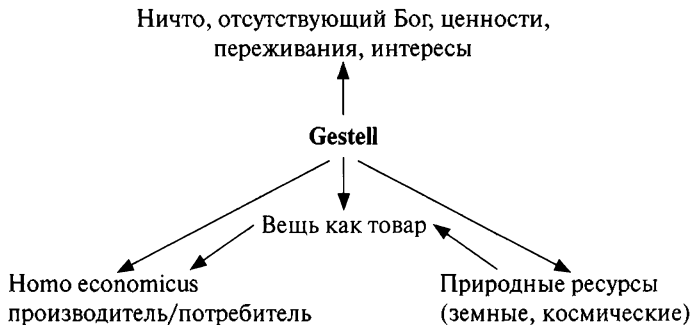 Ничто, отсутствующий Бог, ценности,
переживания, интересы
Gestell
Вещь как товар
Homo economicus
производитель/потребитель
Природные ресурсы
(земные, космические)